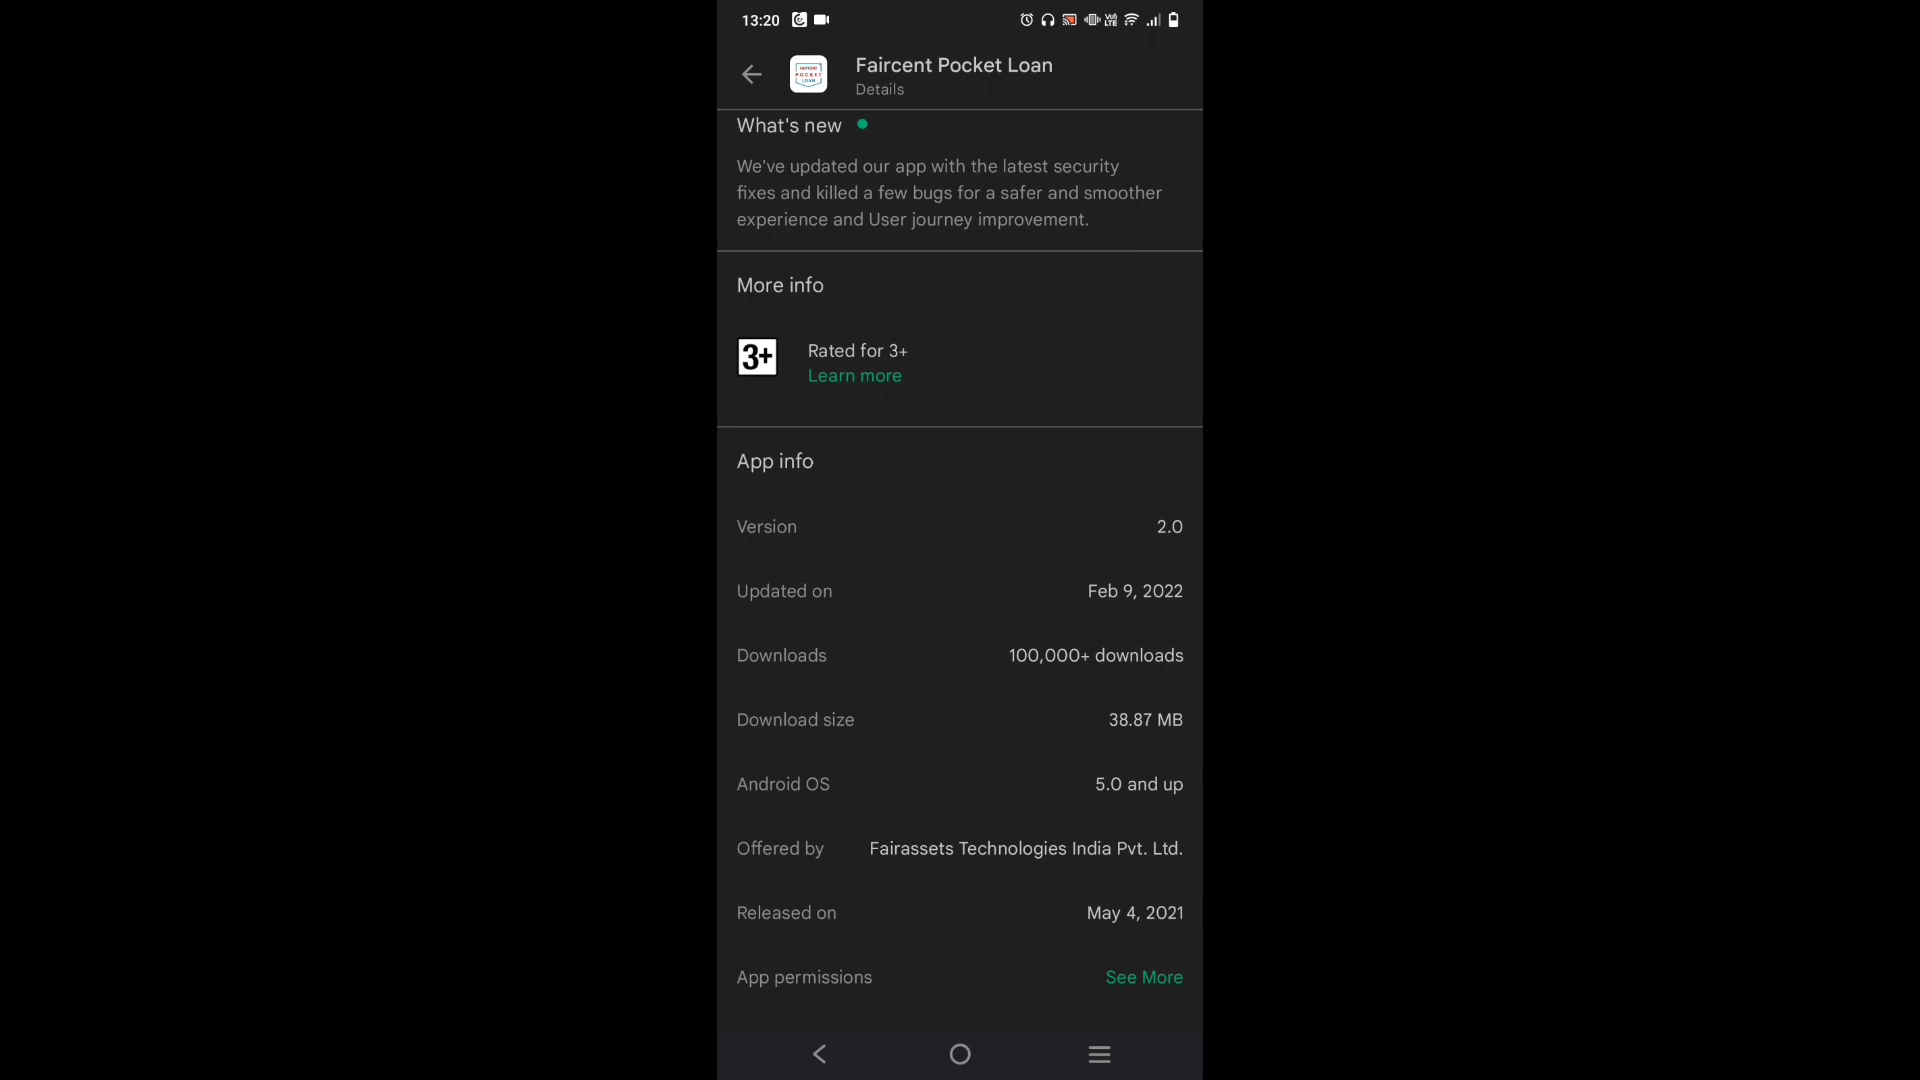 13:20
Faircent Pocket Loan
Details
What's new
We've updated our app with the latest security
fixes and killed a few bugs for a safer and smoother
experience and User journey improvement.
More info
3+
Rated for 3+
Learn more
App info
Version 2.0
Updated on Feb 9, 2022
Downloads 100,000+ downloads
Download size 38.87 MB
Android OS 5.0 and up
Offered by Fairassets Technologies India Pvt. Ltd.
Released on May 4, 2021
App permissions See More